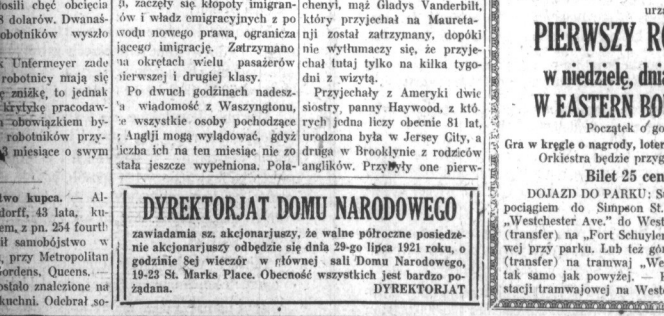 łosili chęć obcięcia
8 dolarów. Dwanaś-
robotników wyszło
k Untermeyer zade
robotnicy mają się
ę zniżkę, to jednak
krytykę pracodaw-
obowiązkiem by-
robotników przy-
3 miesiące o swym
two kupca. — Al-
dorff, 43 lata, ku-
em, z pn. 254 fourth
ił samobójstwo w
, przy Metropolitan
Gardens, Queens. —
ostało znalezione na
kuchni. Odebrał so-
li, zaczęły się kłopoty imigran-
ów i władz emigracyjnych z po
wodu nowego prawa, ogranicza
jącego imigrację. Zatrzymano
na okrętach wielu pasażerów
pierwszej i drugiej klasy.
Po dwuch godzinach nadesz-
a wiadomość z Waszyngtonu,
e wszystkie osoby pochodzące
Anglji mogą wylądować, gdyż
liczba ich na ten miesiąc nie zo
stała jeszcze wypełniona. Pola-
chenyi, mąż Gladys Vanderbilt,
który przyjechał na Maureta-
nji został zatrzymany, dopóki
nie wytłumaczy się, że przyje-
chał tutaj tylko na kilka tygo-
dni z wizytą.
Przyjechały z Ameryki dwie
siostry, panny Haywood, z któ-
rych jedna liczy obecnie 81 lat,
urodzona była w Jersey City, a
druga w Brooklynie z rodziców
anglików. Przybyły one pierw-
DYREKTORJAT DOMU NARODOWEGO
zawiadamia sz. akcjonarjuszy, że walne półroczne posiedze-
nie akcjonarjuszy odbędzie się dnia 29-go lipca 1921 roku, o
godzinie 8ej wieczór w głównej sali Domu Narodowego,
19-23 St. Marks Place. Obecność wszystkich jest bardzo po-
żądana. DYREKTORJAT
urzą
PIERWSZY RO
w niedzielę, dnia
W EASTERN BO
Początek o go
Gra w kręgle o nagrody, loter
Orkiestra będzie przyg
Bilet 25 cen
DOJAZD DO PARKU: S
pociągiem do Simpson St.
„Westchester Ave." do West
(transfer) na „Fort Schuyler
wej przy parku. Lub też gór
(transfer) na tramwaj „We
tak samo jak powyżej. —
stacji tramwajowej na West